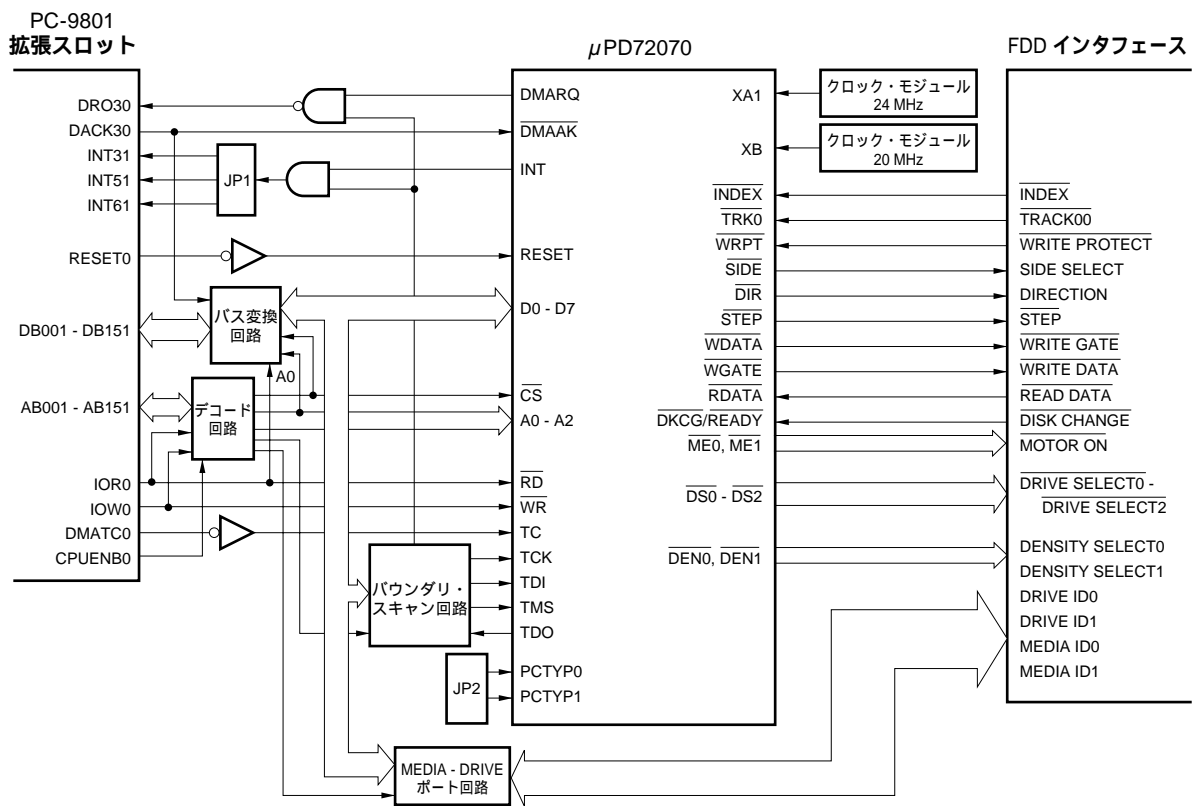 PC-9801
拡張スロット
μPD72070
FDD インタフェース
DRO30
DACK30
INT31
INT51
INT61
JP1
RESET0
DB001 - DB151
バス変換
回路
A0
AB001 - AB151
デコード
回路
IOR0
IOW0
DMATC0
CPUENB0
バウンダリ・
スキャン回路
JP2
MEDIA - DRIVE
ポート回路
DMARQ
DMAAK
INT
RESET
D0 - D7
CS
A0 - A2
RD
WR
TC
TCK
TDI
TMS
TDO
PCTYP0
PCTYP1
XA1
XB
INDEX
TRK0
WRPT
SIDE
DIR
STEP
WDATA
WGATE
RDATA
DKCG/READY
ME0, ME1
DS0 - DS2
DEN0, DEN1
クロック・モジュール
24 MHz
クロック・モジュール
20 MHz
INDEX
TRACK00
WRITE PROTECT
SIDE SELECT
DIRECTION
STEP
WRITE GATE
WRITE DATA
READ DATA
DISK CHANGE
MOTOR ON
DRIVE SELECT0 -
DRIVE SELECT2
DENSITY SELECT0
DENSITY SELECT1
DRIVE ID0
DRIVE ID1
MEDIA ID0
MEDIA ID1